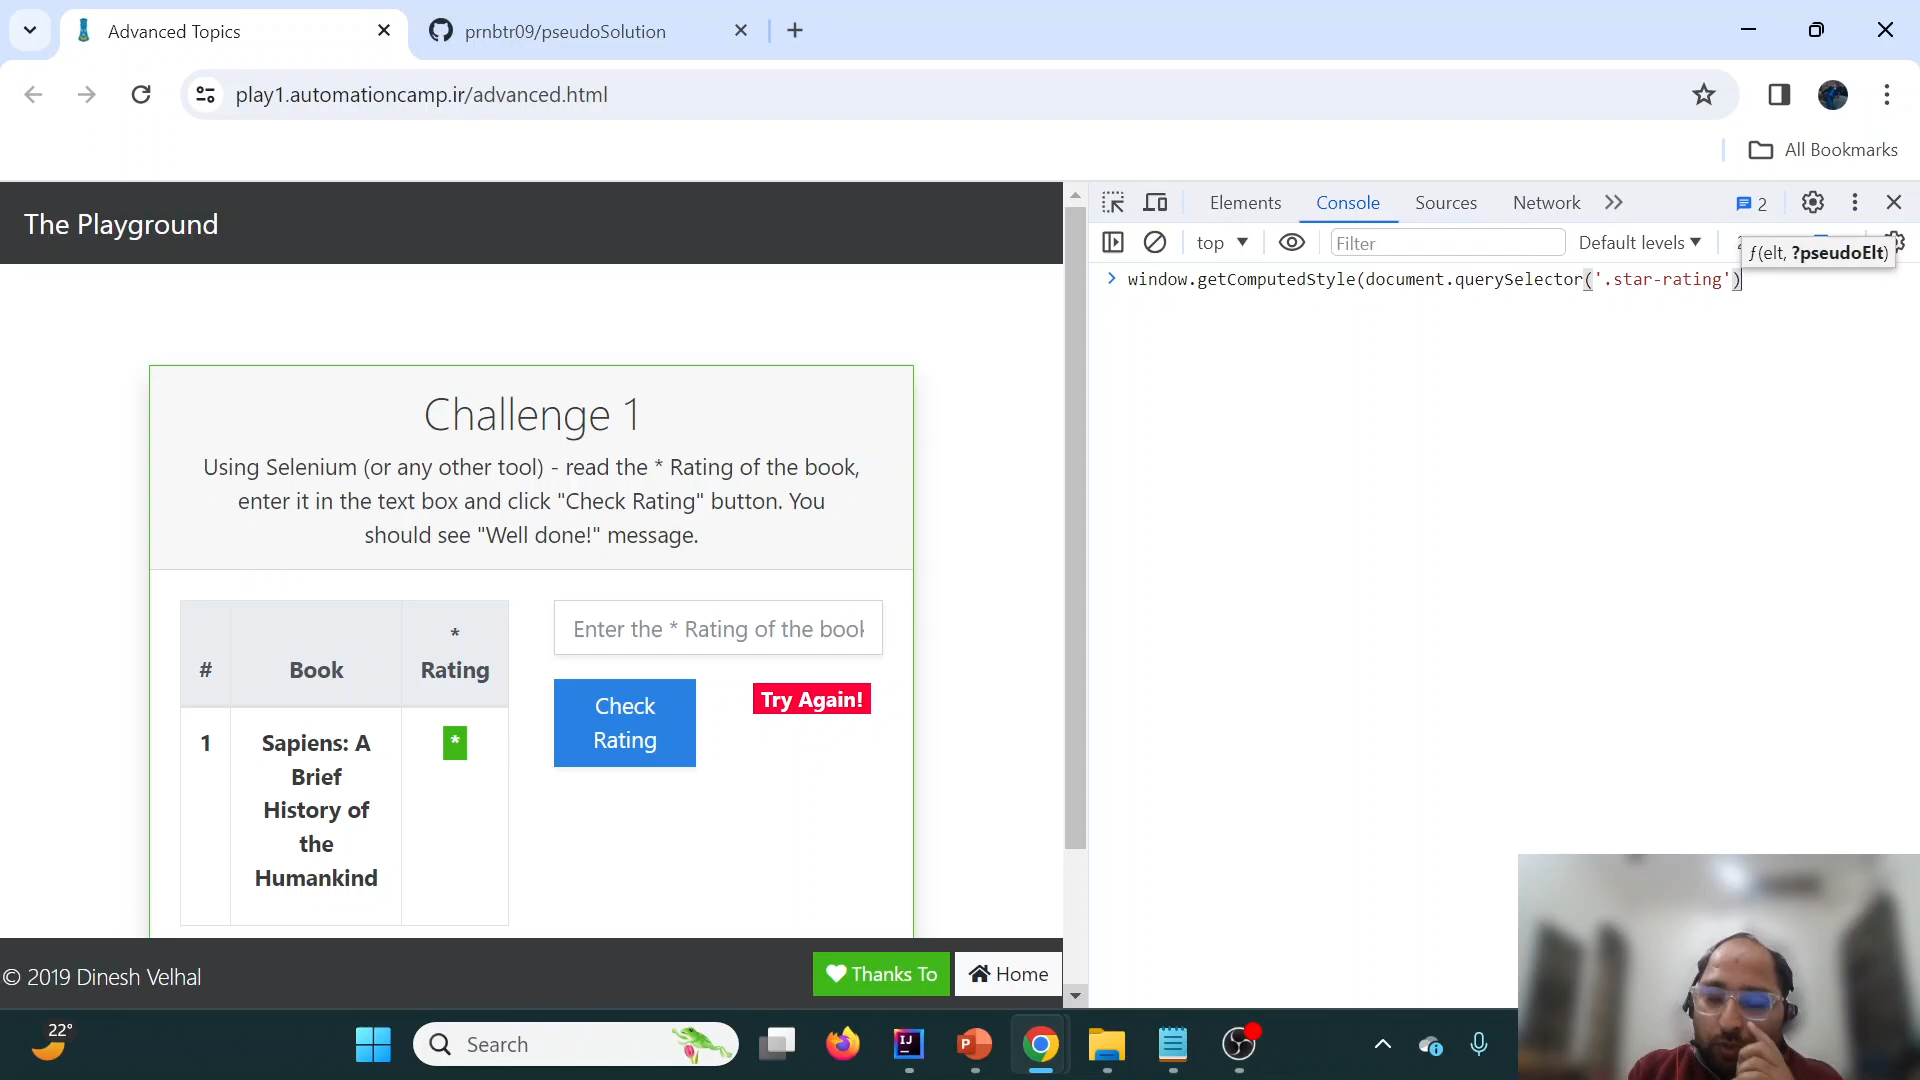 Advanced Topics
prnbtr09/pseudoSolution
play1.automationcamp.ir/advanced.html
All Bookmarks
The Playground
Challenge 1
Using Selenium (or any other tool) - read the * Rating of the book,
enter it in the text box and click "Check Rating" button. You
should see "Well done!" message.
# Book * Rating
1 Sapiens: A
Brief
History of
the
Humankind
*
Enter the * Rating of the book
Check
Rating
Try Again!
© 2019 Dinesh Velhal
Thanks To
Home
Elements Console Sources Network 2
top Filter Default levels
ƒ(elt, ?pseudoElt)
window.getComputedStyle(document.querySelector('.star-rating')
22°
Search